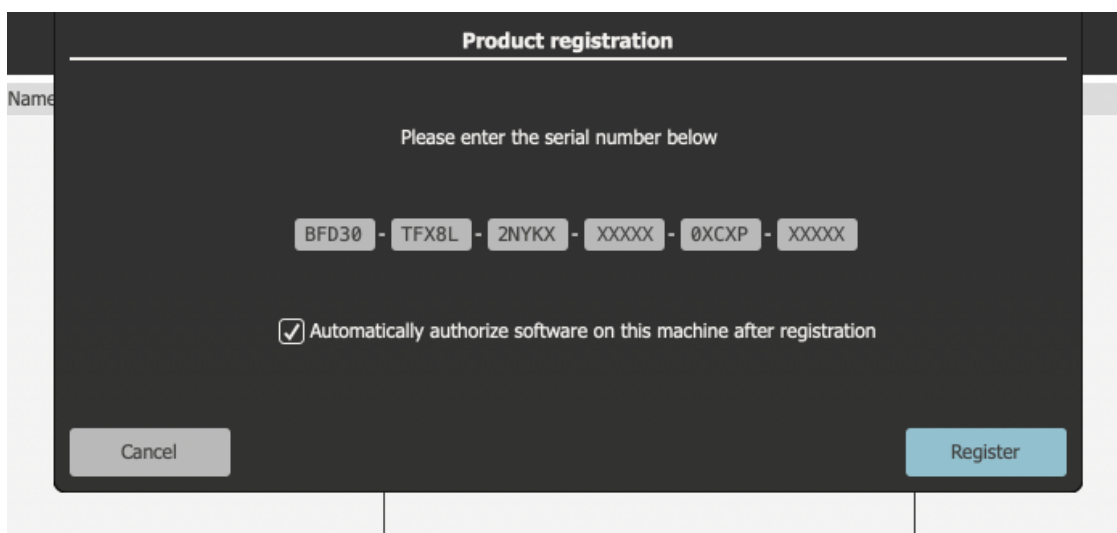 Product registration
Name
Please enter the serial number below
BFD30 - TFX8L - 2NYKX - XXXXX - 0XCXP - XXXXX
Automatically authorize software on this machine after registration
Cancel
Register